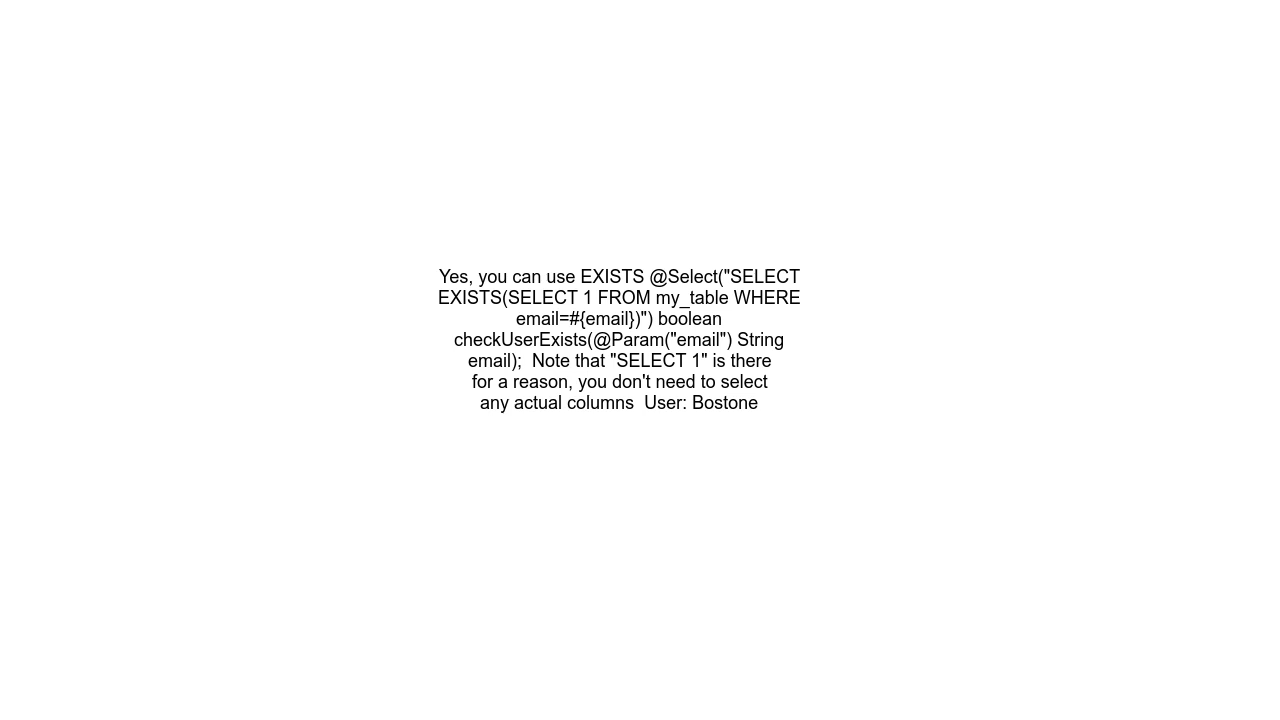 Yes, you can use EXISTS @Select("SELECT
EXISTS(SELECT 1 FROM my_table WHERE
email=#{email})") boolean
checkUserExists(@Param("email") String
email);  Note that "SELECT 1" is there
for a reason, you don't need to select
any actual columns  User: Bostone